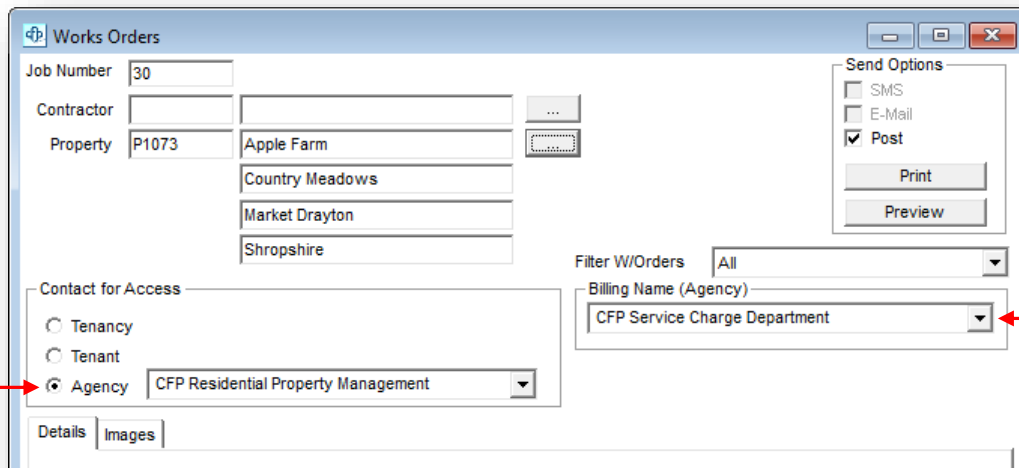 Works Orders
Job Number 30
Contractor ...
Property P1073 Apple Farm ...
Country Meadows
Market Drayton
Shropshire
Send Options
SMS
E-Mail
Post
Print
Preview
Filter W/Orders All
Contact for Access
Tenancy
Tenant
Agency CFP Residential Property Management
Billing Name (Agency)
CFP Service Charge Department
Details Images